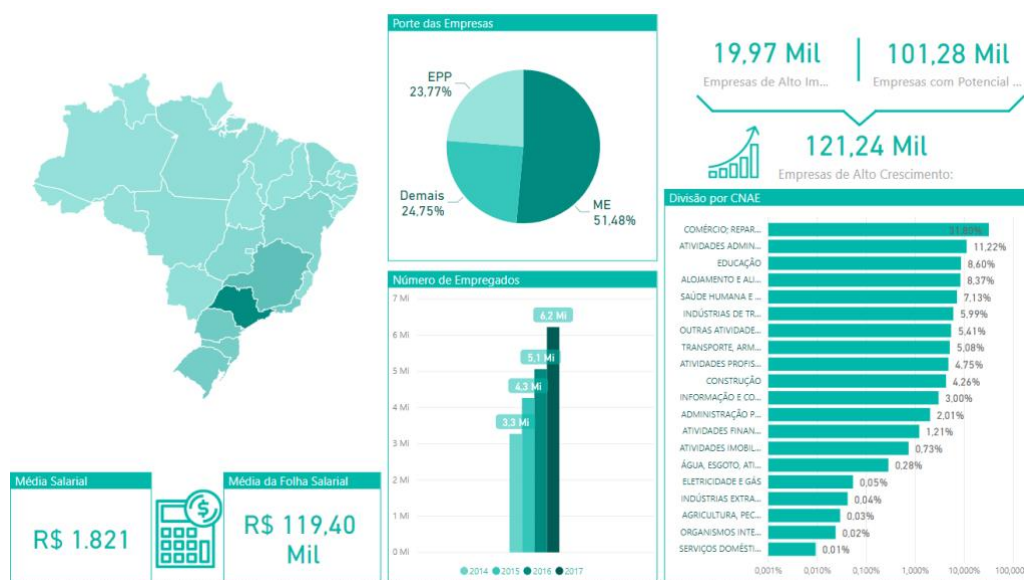 Porte das Empresas
EPP
23,77%
Demais
24,75%
ME
51,48%
19,97 Mil
Empresas de Alto Im...
101,28 Mil
Empresas com Potencial ...
121,24 Mil
Empresas de Alto Crescimento:
Divisão por CNAE
COMÉRCIO; REPAR...
31,80%
ATIVIDADES ADMIN...
11,22%
EDUCAÇÃO
8,60%
ALOJAMENTO E ALI...
8,37%
SAÚDE HUMANA E ...
7,13%
INDÚSTRIAS DE TR...
5,99%
OUTRAS ATIVIDADE...
5,41%
TRANSPORTE, ARM...
5,08%
ATIVIDADES PROFIS...
4,75%
CONSTRUÇÃO
4,26%
INFORMAÇÃO E CO...
3,00%
ADMINISTRAÇÃO P...
2,01%
ATIVIDADES FINAN...
1,21%
ATIVIDADES IMOBIL...
0,73%
ÁGUA, ESGOTO, ATI...
0,28%
ELETRICIDADE E GÁS
0,05%
INDÚSTRIAS EXTRA...
0,04%
AGRICULTURA, PEC...
0,03%
ORGANISMOS INTE...
0,02%
SERVIÇOS DOMÉSTI...
0,01%
0,001% 0,010% 0,100% 1,000% 10,000% 100,000
Número de Empregados
7 Mi
6 Mi
5 Mi
4 Mi
3 Mi
2 Mi
1 Mi
0 Mi
3,3 Mi
4,3 Mi
5,1 Mi
6,2 Mi
2014 2015 2016 2017
Média Salarial
R$ 1.821
$
Média da Folha Salarial
R$ 119,40
Mil